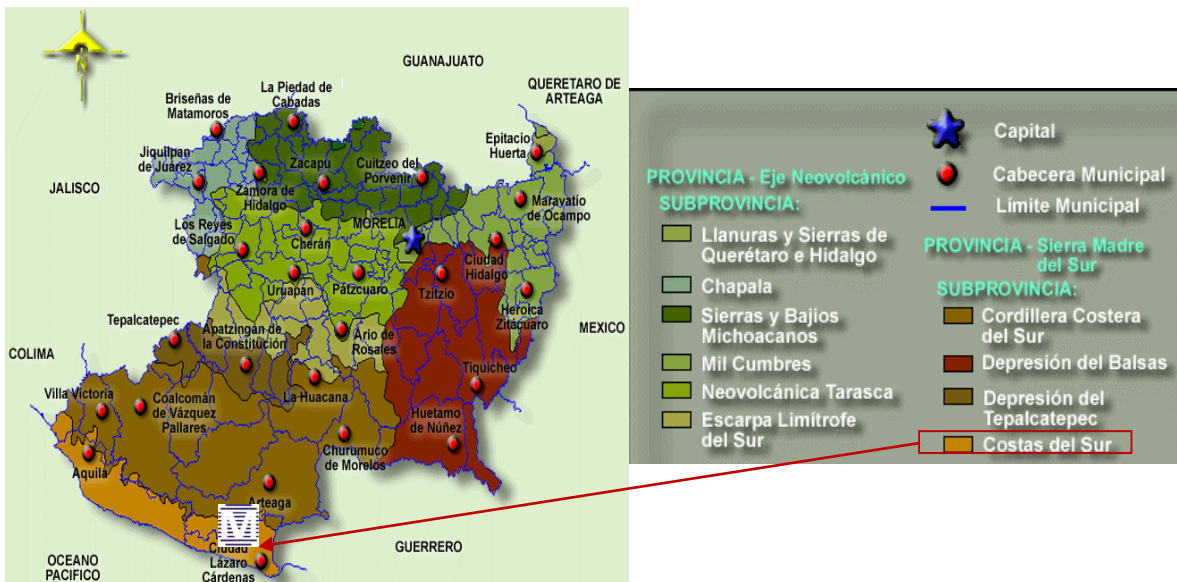 N
GUANAJUATO
QUERETARO DE
ARTEAGA
La Piedad de
Cabadas
Briseñas de
Matamoros
Epitacio
Huerta
Jiquilpan
de Juárez
Zacapú
Cuitzeo del
Porvenir
JALISCO
Zamora de
Hidalgo
Maravatío
de Ocampo
Los Reyes
de Salgado
Cherán
MORELIA
Ciudad
Hidalgo
Uruapan
Pátzcuaro
Tzitzio
Heroica
Zitácuaro
Tepalcatepec
Apatzingán de
la Constitución
Ario de
Rosales
MEXICO
COLIMA
Tiquicheo
Villa Victoria
Coalcomán
de Vázquez
Pallares
La Huacana
Huetamo
de Núñez
Churumuco
de Morelos
Aquila
Arteaga
M
Ciudad
Lázaro
Cárdenas
GUERRERO
OCEANO
PACIFICO
PROVINCIA - Eje Neovolcánico
SUBPROVINCIA:
Llanuras y Sierras de
Querétaro e Hidalgo
Chapala
Sierras y Bajios
Michoacanos
Mil Cumbres
Neovolcánica Tarasca
Escarpa Limítrofe
del Sur
Capital
Cabecera Municipal
Límite Municipal
PROVINCIA - Sierra Madre
del Sur
SUBPROVINCIA:
Cordillera Costera
del Sur
Depresión del Balsas
Depresión del
Tepalcatepec
Costas del Sur